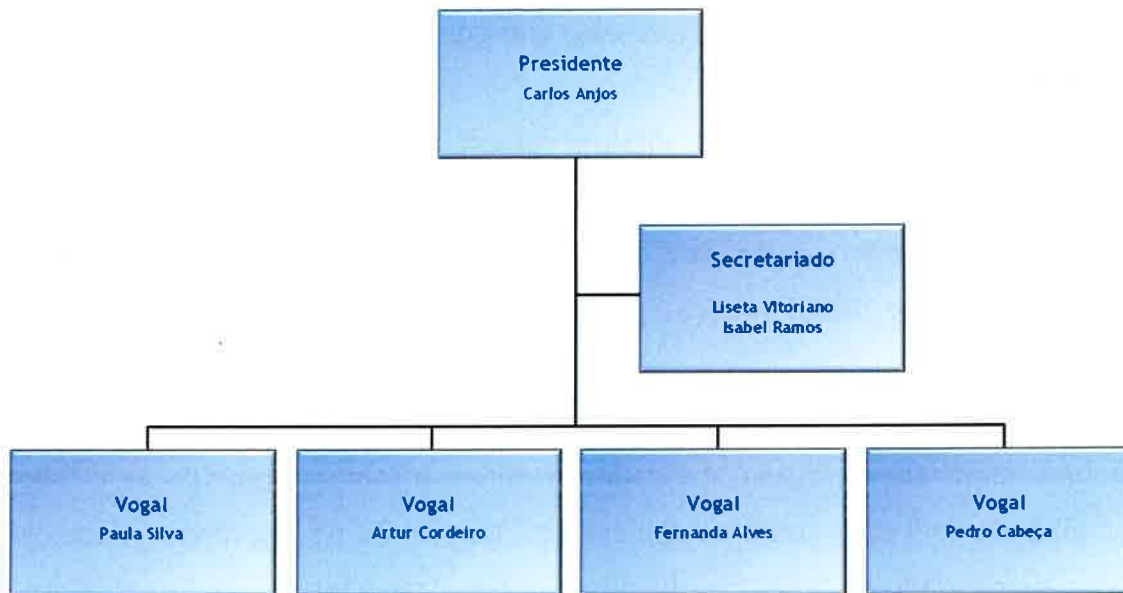 Presidente
Carlos Anjos
Secretariado
Liseta Vitoriano
Isabel Ramos
Vogal
Paula Silva
Vogal
Artur Cordeiro
Vogal
Fernanda Alves
Vogal
Pedro Cabeça